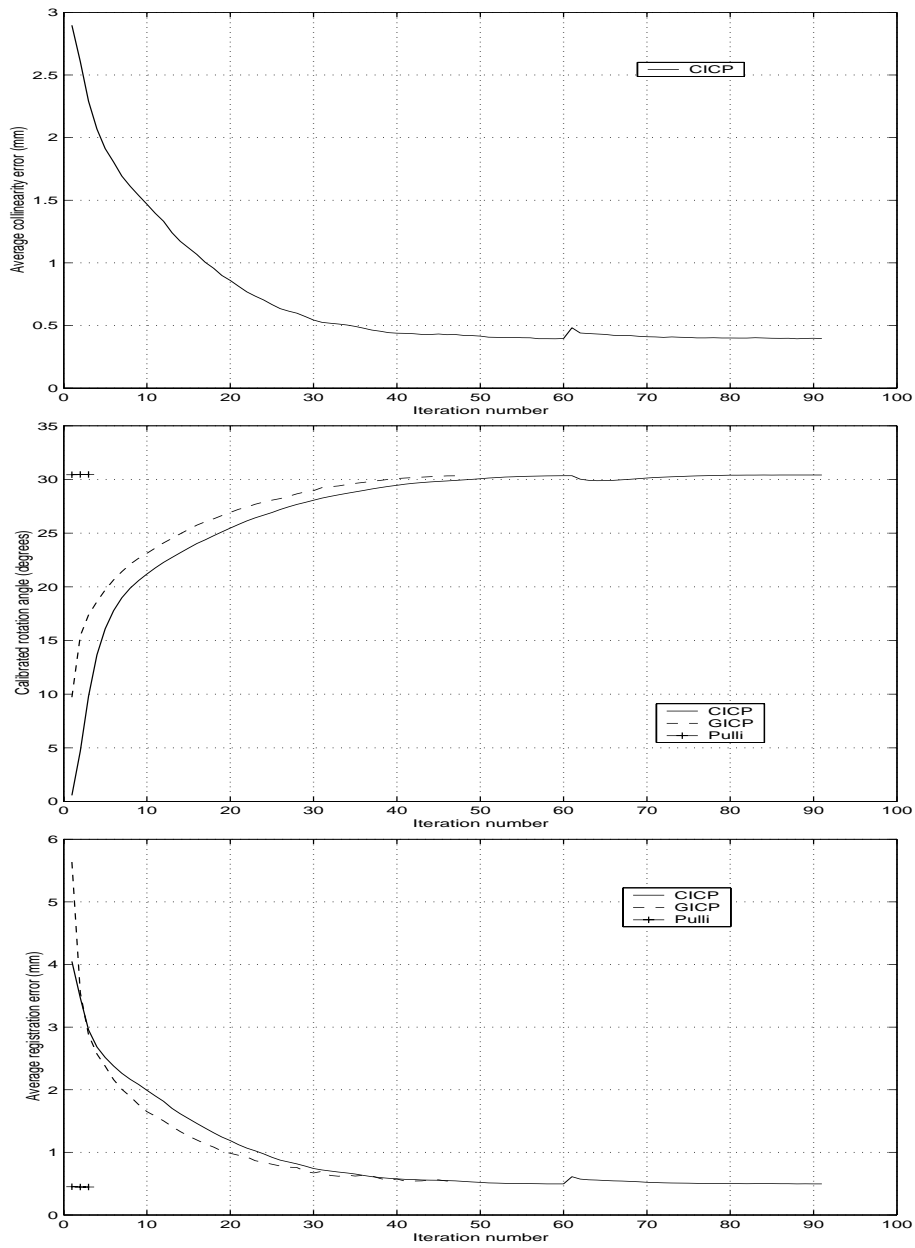 3
2.5
2
1.5
1
0.5
0
Average collinearity error (mm)
CICP
0 10 20 30 40 50 60 70 80 90 100
Iteration number
35
30
25
20
15
10
5
0
Calibrated rotation angle (degrees)
CICP
GICP
Pulli
0 10 20 30 40 50 60 70 80 90 100
Iteration number
6
5
4
3
2
1
0
Average registration error (mm)
CICP
GICP
Pulli
0 10 20 30 40 50 60 70 80 90 100
Iteration number